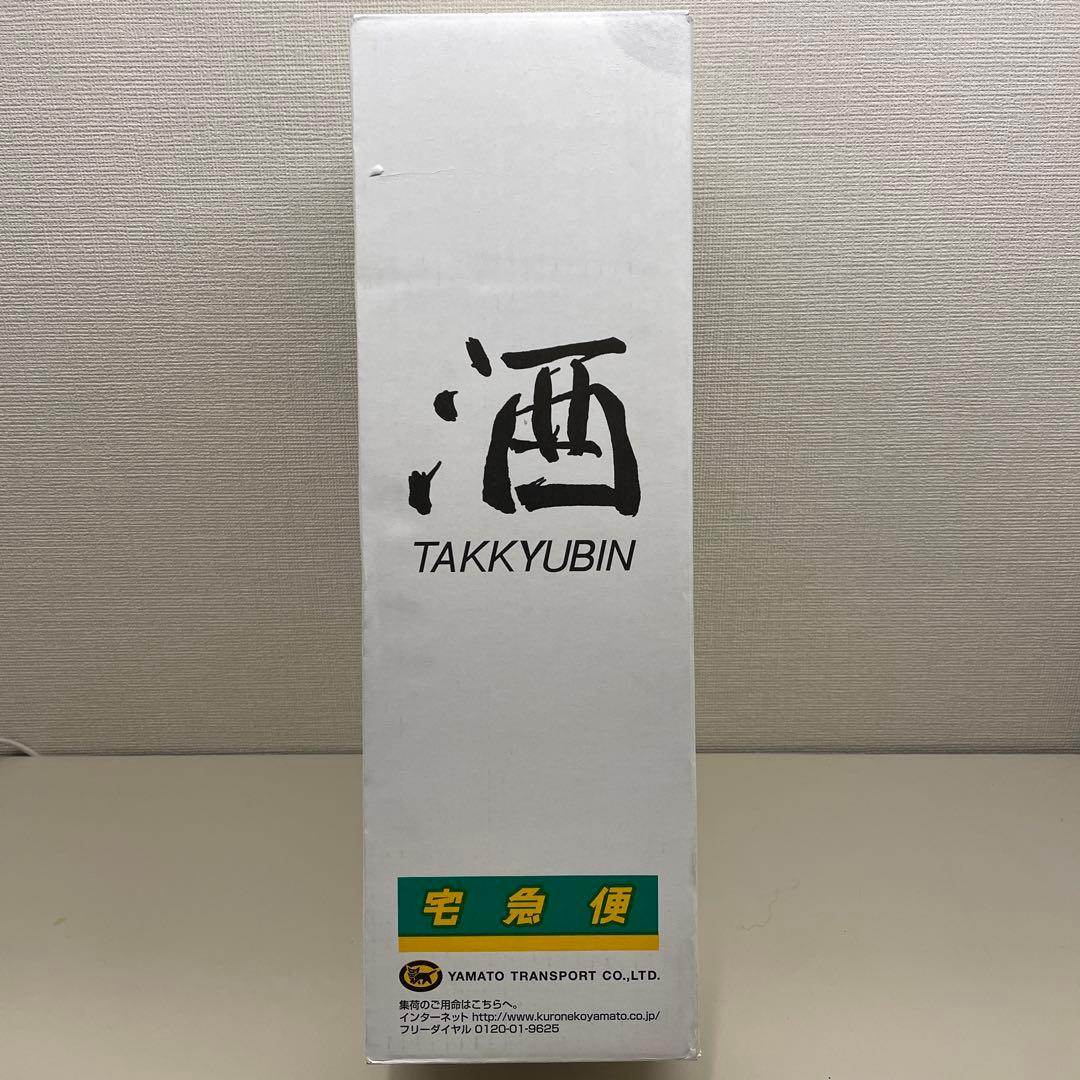 酒
TAKKYUBIN
宅急便
YAMATO TRANSPORT CO.,LTD.
集荷のご用命はこちらへ。
インターネット http://www.kuronekoyamato.co.jp/
フリーダイヤル 0120-01-9625